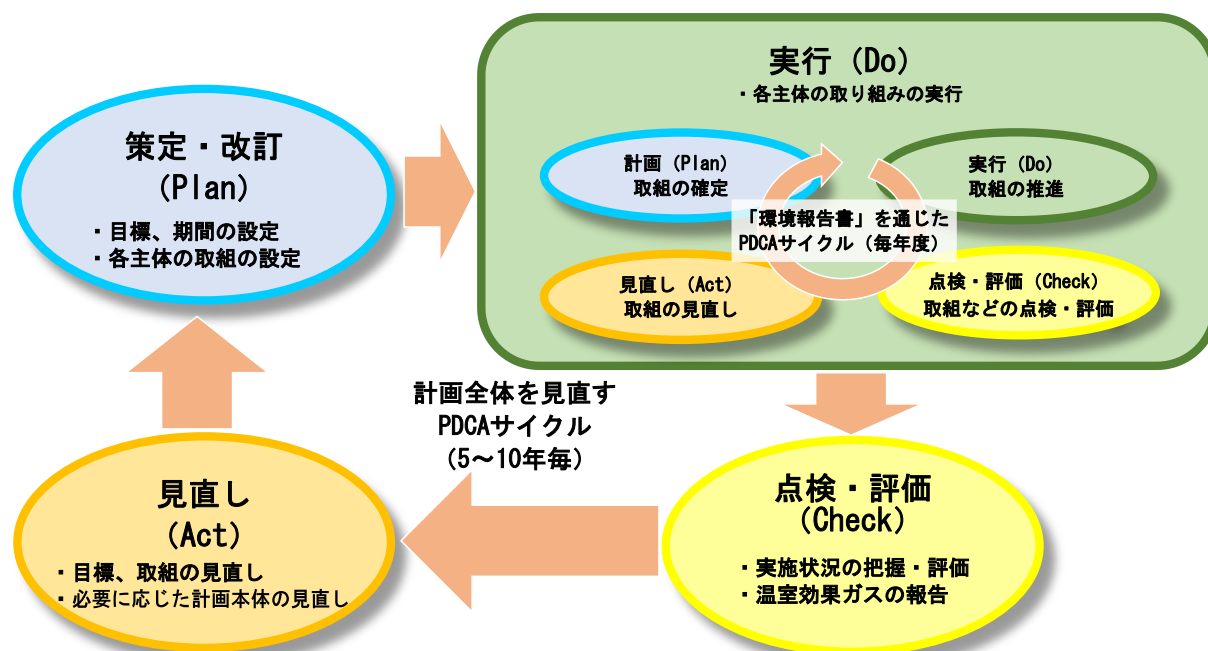 策定・改訂
(Plan)
・目標、期間の設定
・各主体の取組の設定
実行(Do)
・各主体の取り組みの実行
計画(Plan)
取組の確定
実行(Do)
取組の推進
「環境報告書」を通じた
PDCAサイクル(毎年度)
見直し(Act)
取組の見直し
点検・評価(Check)
取組などの点検・評価
計画全体を見直す
PDCAサイクル
(5~10年毎)
見直し
(Act)
・目標、取組の見直し
・必要に応じた計画本体の見直し
点検・評価
(Check)
・実施状況の把握・評価
・温室効果ガスの報告